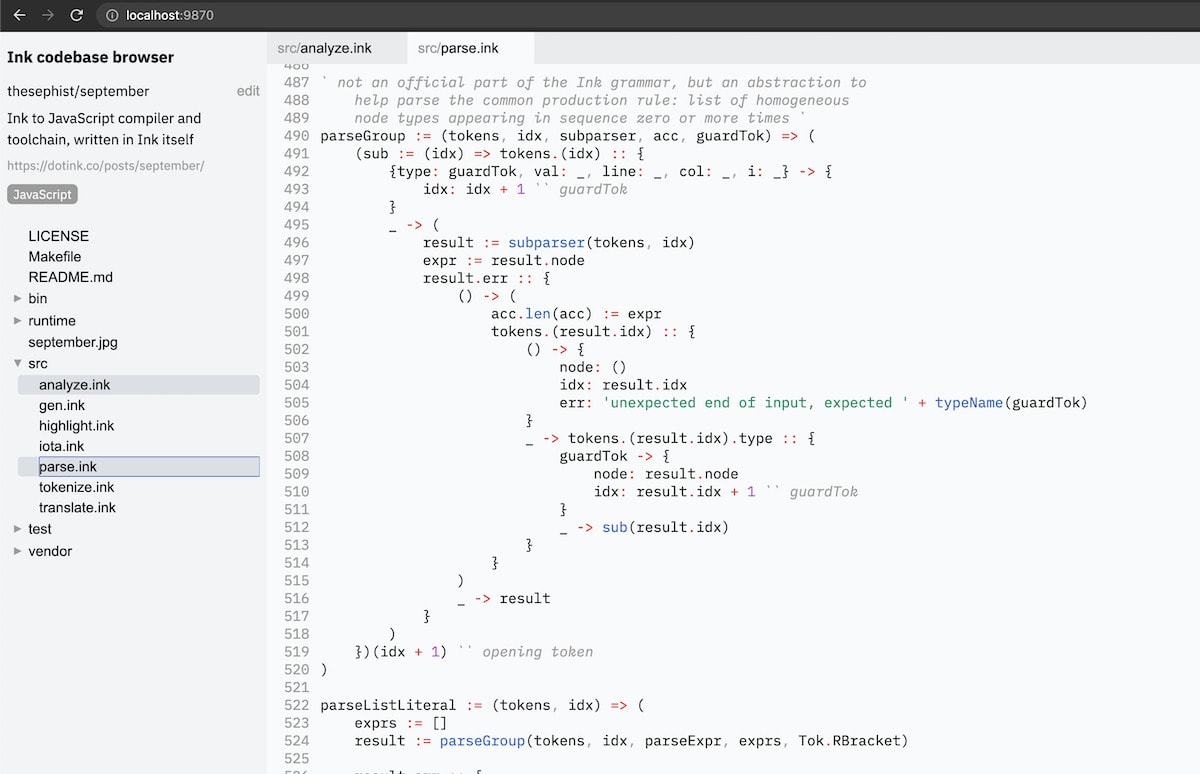 localhost:9870
Ink codebase browser
thesephist/september
edit
Ink to JavaScript compiler and
toolchain, written in Ink itself
https://dotink.co/posts/september/
JavaScript
LICENSE
Makefile
README.md
bin
runtime
september.jpg
src
analyze.ink
gen.ink
highlight.ink
iota.ink
parse.ink
tokenize.ink
translate.ink
test
vendor
src/analyze.ink
src/parse.ink
486
487 ` not an official part of the Ink grammar, but an abstraction to
488     help parse the common production rule: list of homogeneous
489     node types appearing in sequence zero or more times `
490 parseGroup := (tokens, idx, subparser, acc, guardTok) => (
491     (sub := (idx) => tokens.(idx) :: {
492         {type: guardTok, val: _, line: _, col: _, i: _} -> {
493             idx: idx + 1 `` guardTok
494         }
495         _ -> (
496             result := subparser(tokens, idx)
497             expr := result.node
498             result.err :: {
499                 () -> (
500                     acc.len(acc) := expr
501                     tokens.(result.idx) :: {
502                         () -> {
503                             node: ()
504                             idx: result.idx
505                             err: 'unexpected end of input, expected ' + typeName(guardTok)
506                         }
507                         _ -> tokens.(result.idx).type :: {
508                             guardTok -> {
509                                 node: result.node
510                                 idx: result.idx + 1 `` guardTok
511                             }
512                             _ -> sub(result.idx)
513                         }
514                     }
515                 )
516                 _ -> result
517             }
518         )
519     })(idx + 1) `` opening token
520 )
521
522 parseListLiteral := (tokens, idx) => (
523     exprs := []
524     result := parseGroup(tokens, idx, parseExpr, exprs, Tok.RBracket)
525